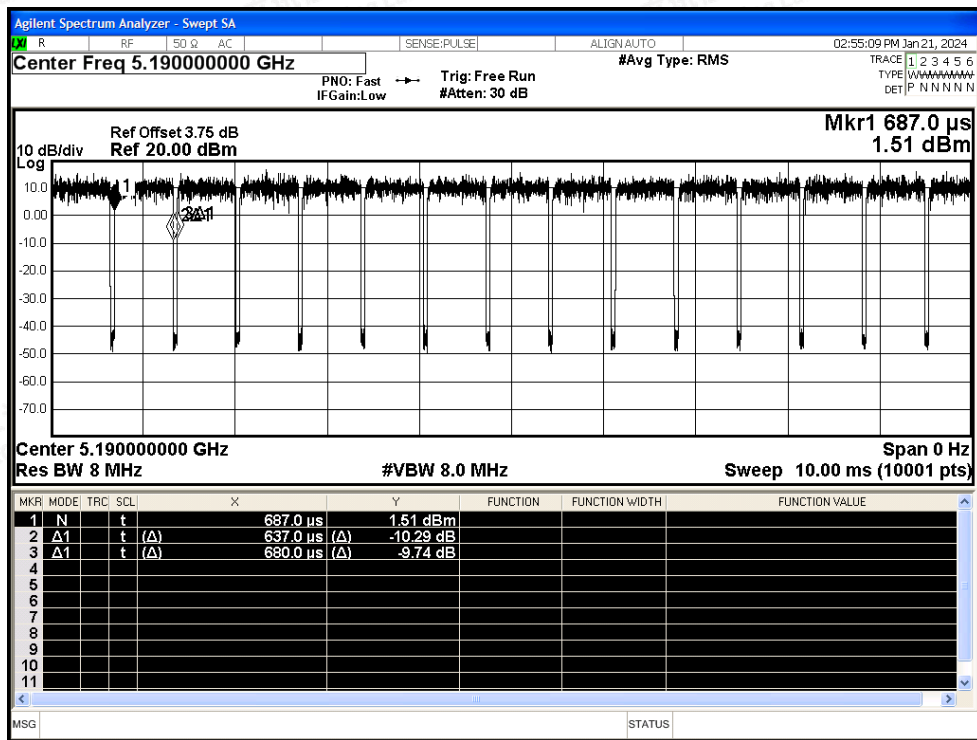 Agilent Spectrum Analyzer - Swept SA
LXI R RF 50 Ω AC SENSE:PULSE ALIGN AUTO 02:55:09 PM Jan 21, 2024
Center Freq 5.190000000 GHz
#Avg Type: RMS
TRACE 1 2 3 4 5 6
PNO: Fast Trig: Free Run
TYPE W
IFGain:Low #Atten: 30 dB
DET P N N N N N
Ref Offset 3.75 dB
Mkr1 687.0 µs
10 dB/div Ref 20.00 dBm
1.51 dBm
Log
10.0
1
0.00
-10.0
-20.0
-30.0
-40.0
-50.0
-60.0
-70.0
Center 5.190000000 GHz Span 0 Hz
Res BW 8 MHz #VBW 8.0 MHz Sweep 10.00 ms (10001 pts)
MKR MODE TRC SCL X Y FUNCTION FUNCTION WIDTH FUNCTION VALUE
1 N t 687.0 µs 1.51 dBm
2 Δ1 t (Δ) 637.0 µs (Δ) -10.29 dB
3 Δ1 t (Δ) 680.0 µs (Δ) -9.74 dB
4
5
6
7
8
9
10
11
MSG STATUS